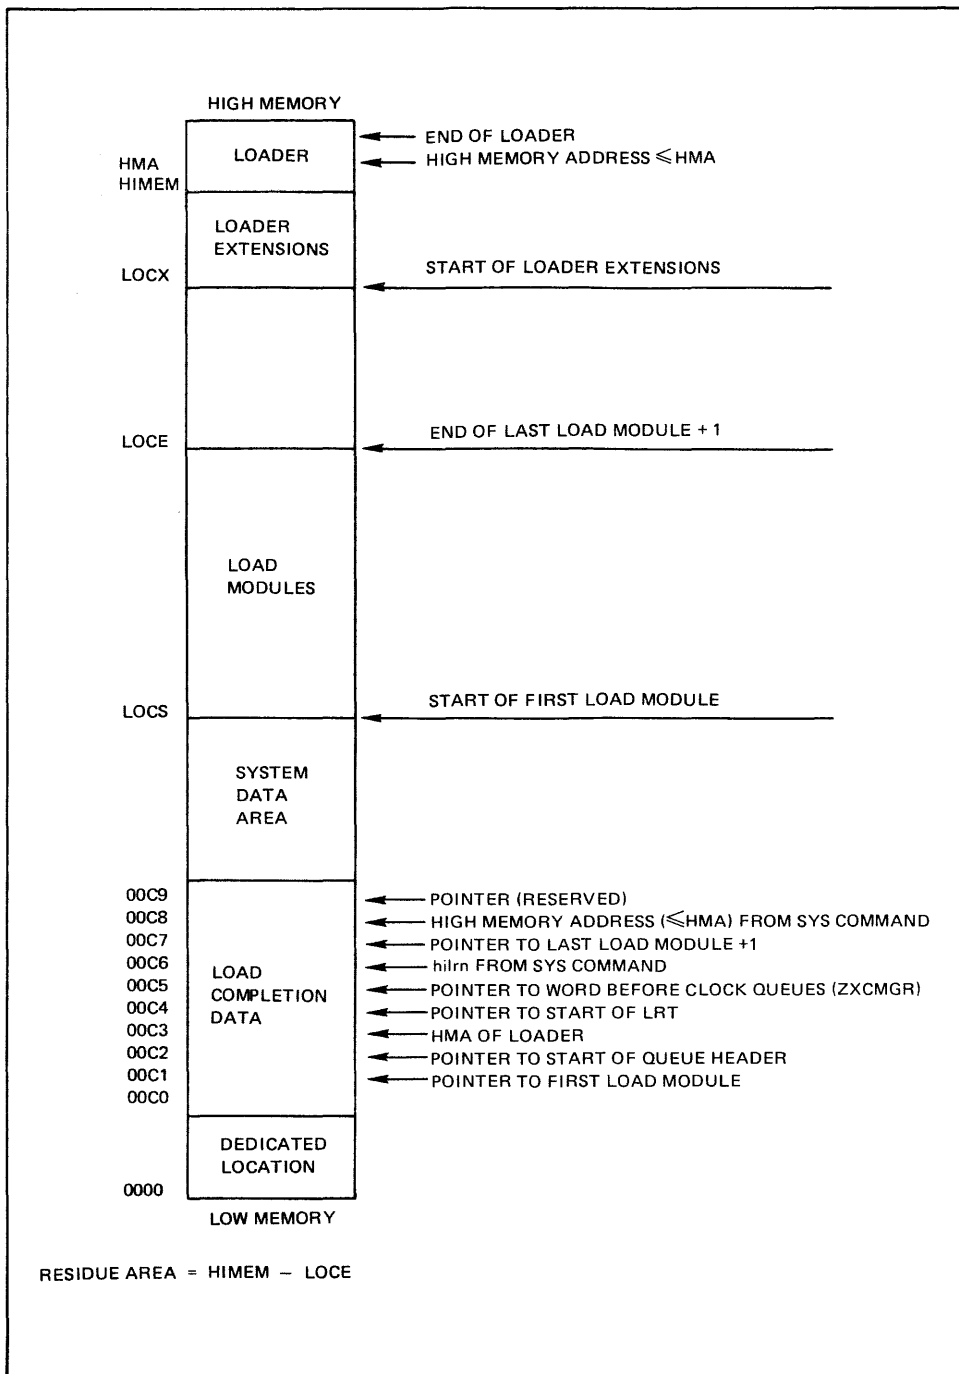 HIGH MEMORY
END OF LOADER
LOADER
HIGH MEMORY ADDRESS ≤ HMA
HMA
HIMEM
LOADER
EXTENSIONS
LOCX
START OF LOADER EXTENSIONS
LOCE
END OF LAST LOAD MODULE + 1
LOAD
MODULES
LOCS
START OF FIRST LOAD MODULE
SYSTEM
DATA
AREA
00C9
POINTER (RESERVED)
00C8
HIGH MEMORY ADDRESS (≤HMA) FROM SYS COMMAND
00C7
POINTER TO LAST LOAD MODULE +1
00C6
hilrn FROM SYS COMMAND
LOAD
COMPLETION
DATA
00C5
POINTER TO WORD BEFORE CLOCK QUEUES (ZXCMGR)
00C4
POINTER TO START OF LRT
00C3
HMA OF LOADER
00C2
POINTER TO START OF QUEUE HEADER
00C1
POINTER TO FIRST LOAD MODULE
00C0
DEDICATED
LOCATION
0000
LOW MEMORY
RESIDUE AREA = HIMEM – LOCE